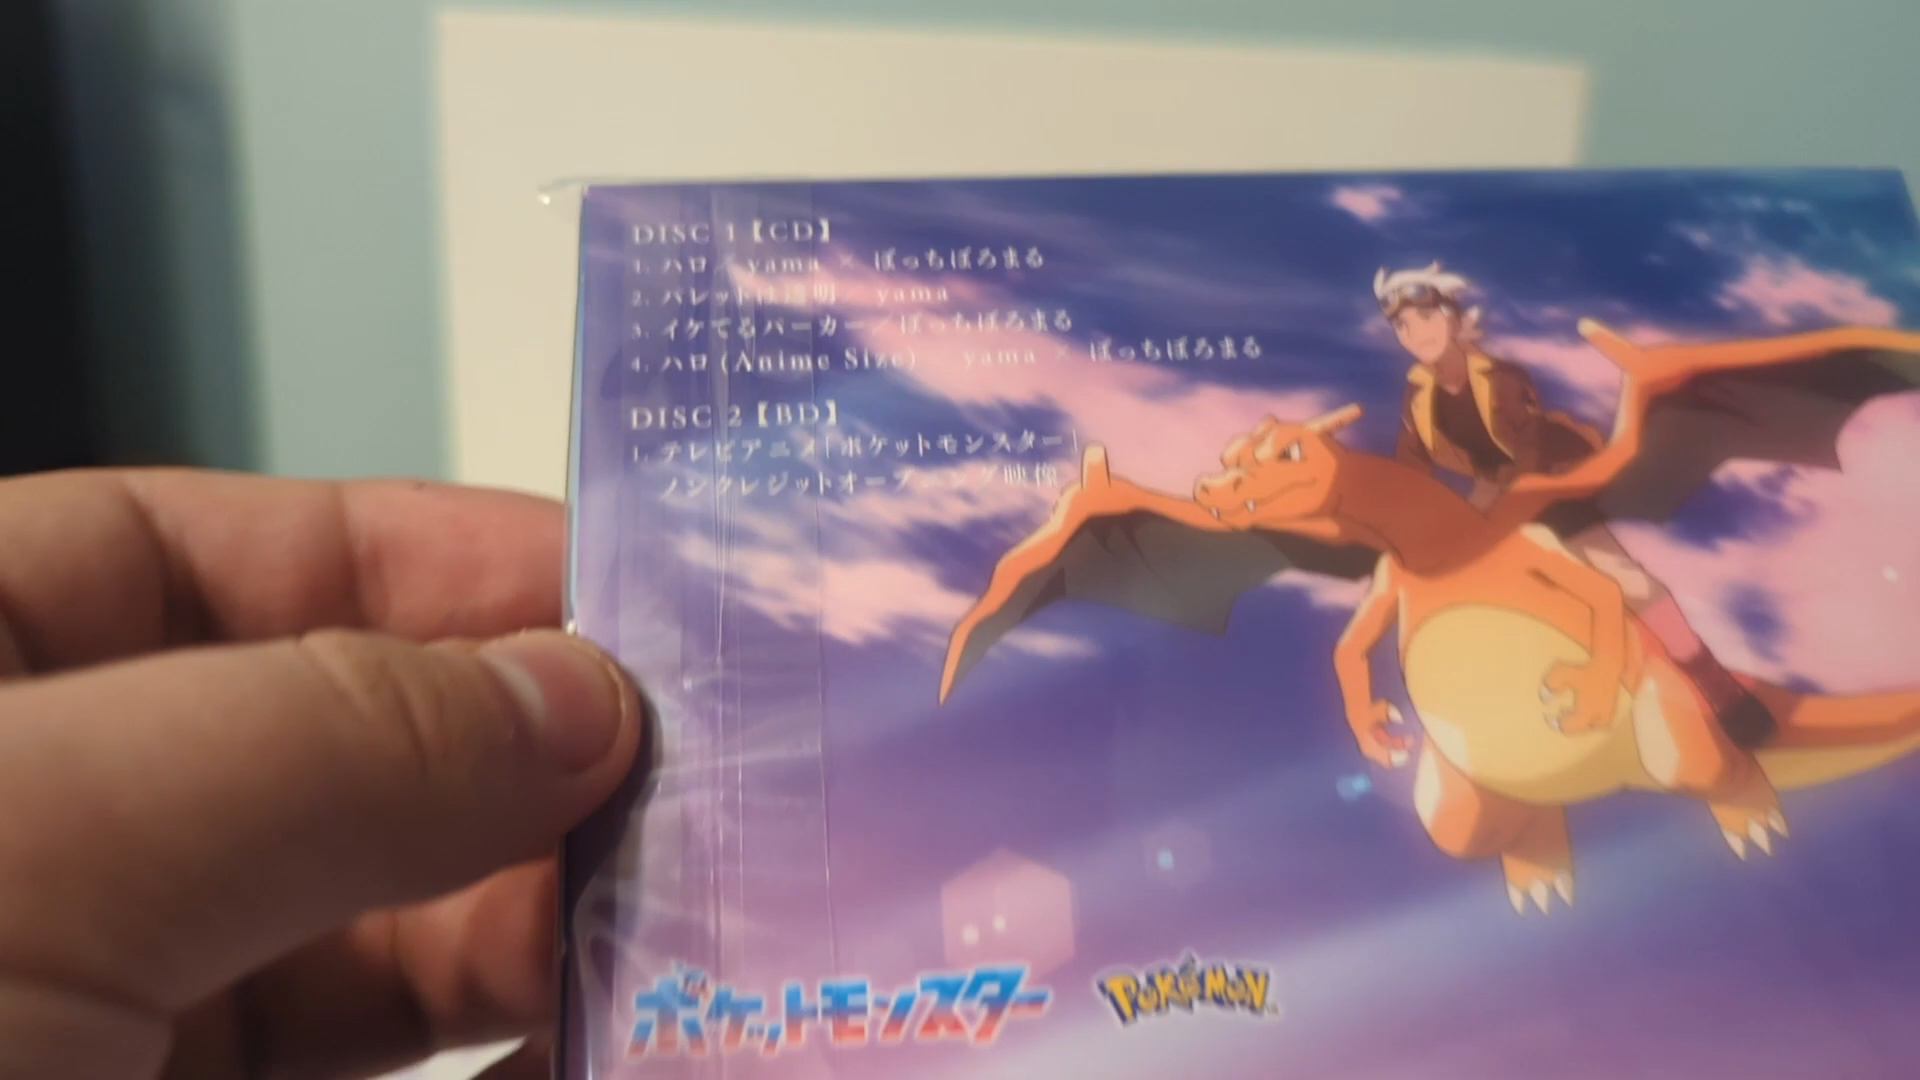 DISC 1【CD】
1. ハロ／yama × ぼっちぼろまる
2. パレットは透明／yama
3. イケてるパーカー／ぼっちぼろまる
4. ハロ (Anime Size)／yama × ぼっちぼろまる
DISC 2【BD】
1. テレビアニメ「ポケットモンスター」
ノンクレジットオープニング映像
ポケットモンスター POKéMON